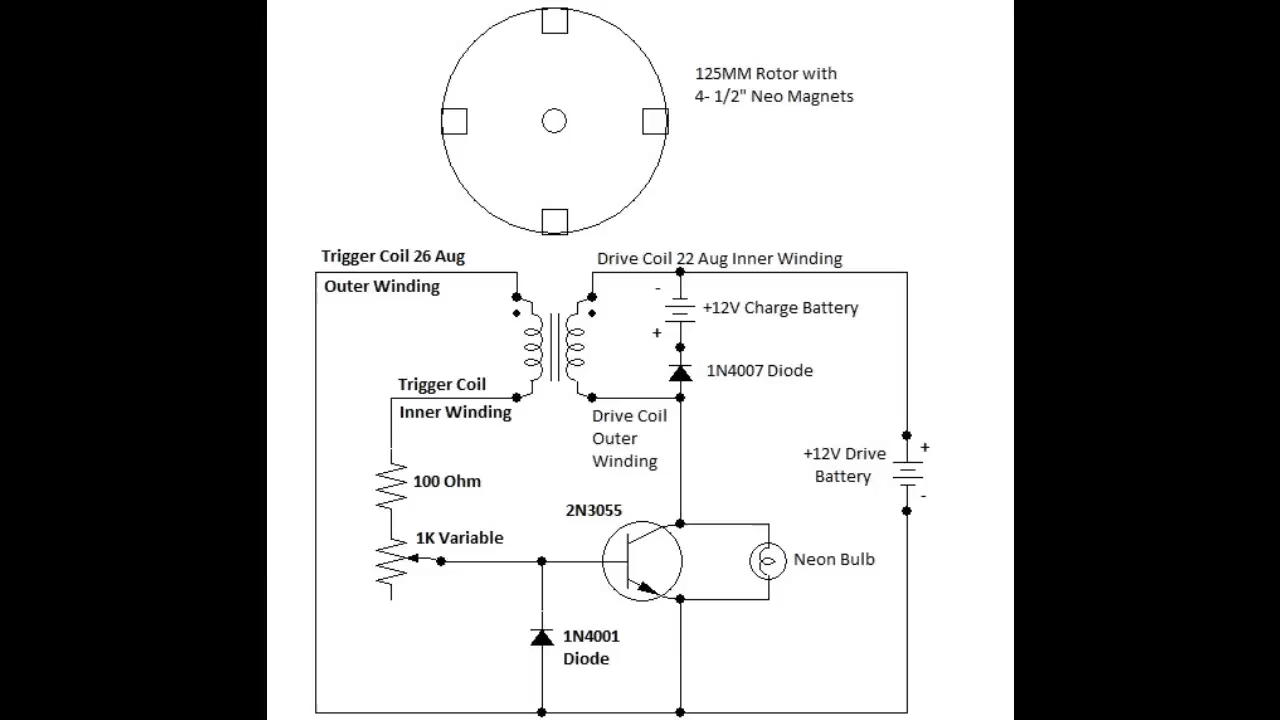 125MM Rotor with
4- 1/2" Neo Magnets
Trigger Coil 26 Aug
Outer Winding
Drive Coil 22 Aug Inner Winding
-
+12V Charge Battery
+
1N4007 Diode
Trigger Coil
Inner Winding
Drive Coil
Outer
Winding
+12V Drive
Battery
+
-
100 Ohm
2N3055
1K Variable
Neon Bulb
1N4001
Diode